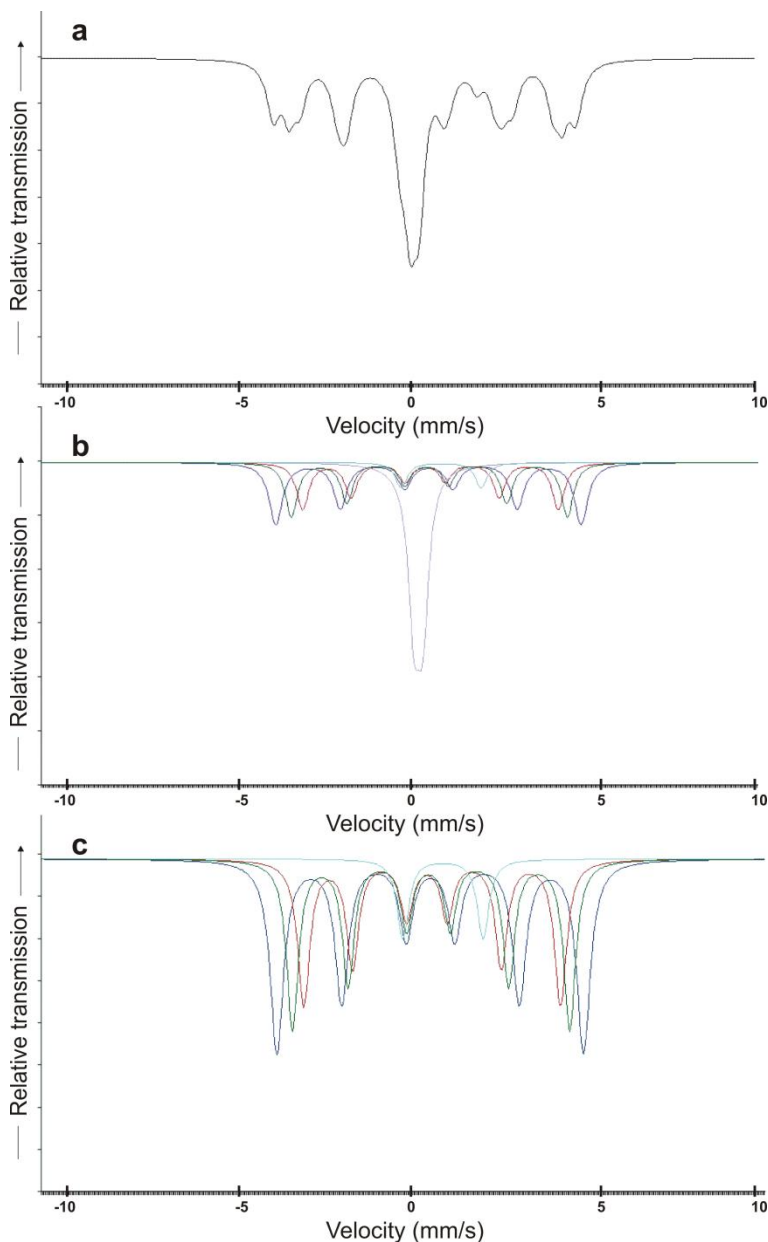 a
Relative transmission
-10 -5 0 5 10
Velocity (mm/s)
b
Relative transmission
-10 -5 0 5 10
Velocity (mm/s)
c
Relative transmission
-10 -5 0 5 10
Velocity (mm/s)